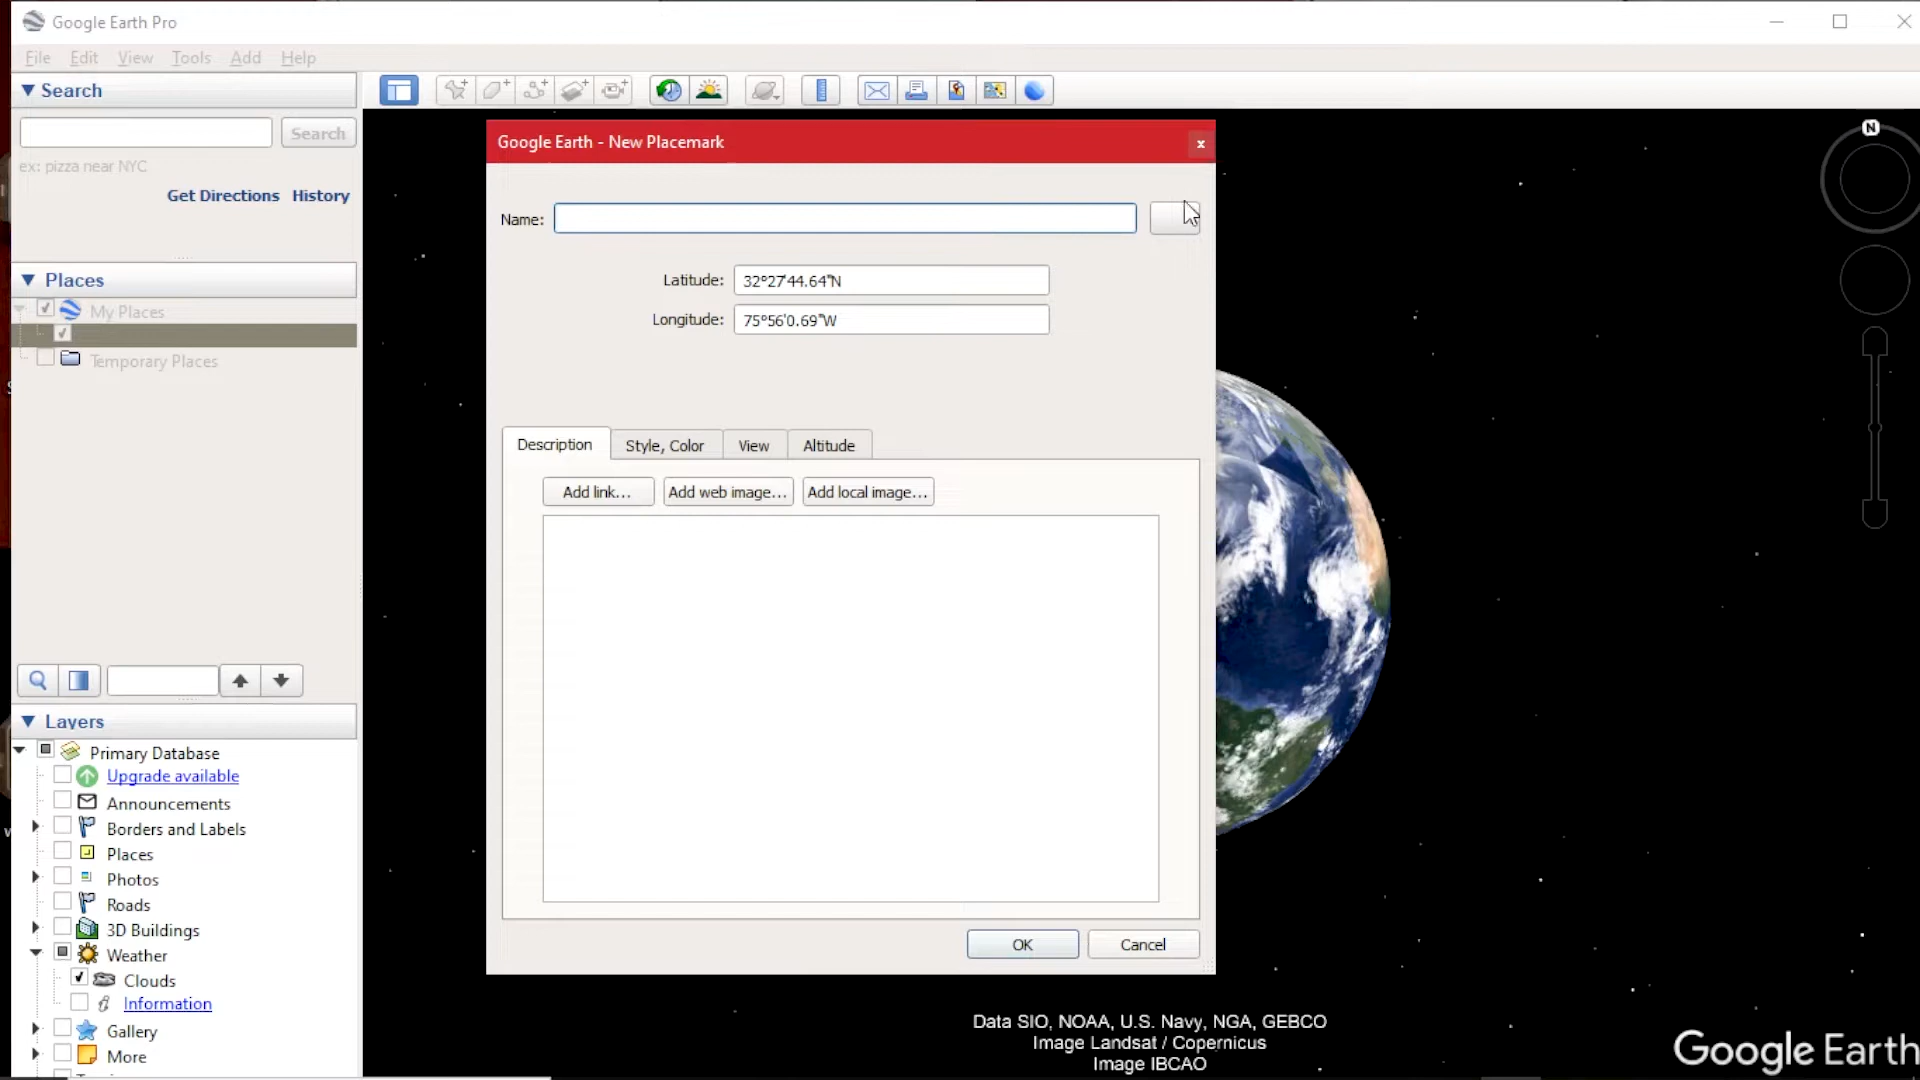 Google Earth Pro
File Edit View Tools Add Help
Search
Search
ex: pizza near NYC
Get Directions History
Places
My Places
Temporary Places
Layers
Primary Database
Upgrade available
Announcements
Borders and Labels
Places
Photos
Roads
3D Buildings
Weather
Clouds
Information
Gallery
More
Google Earth - New Placemark
x
Name:
Latitude: 32°27'44.64"N
Longitude: 75°56'0.69"W
Description Style, Color View Altitude
Add link... Add web image... Add local image...
OK Cancel
N
Data SIO, NOAA, U.S. Navy, NGA, GEBCO
Image Landsat / Copernicus
Image IBCAO
Google Earth